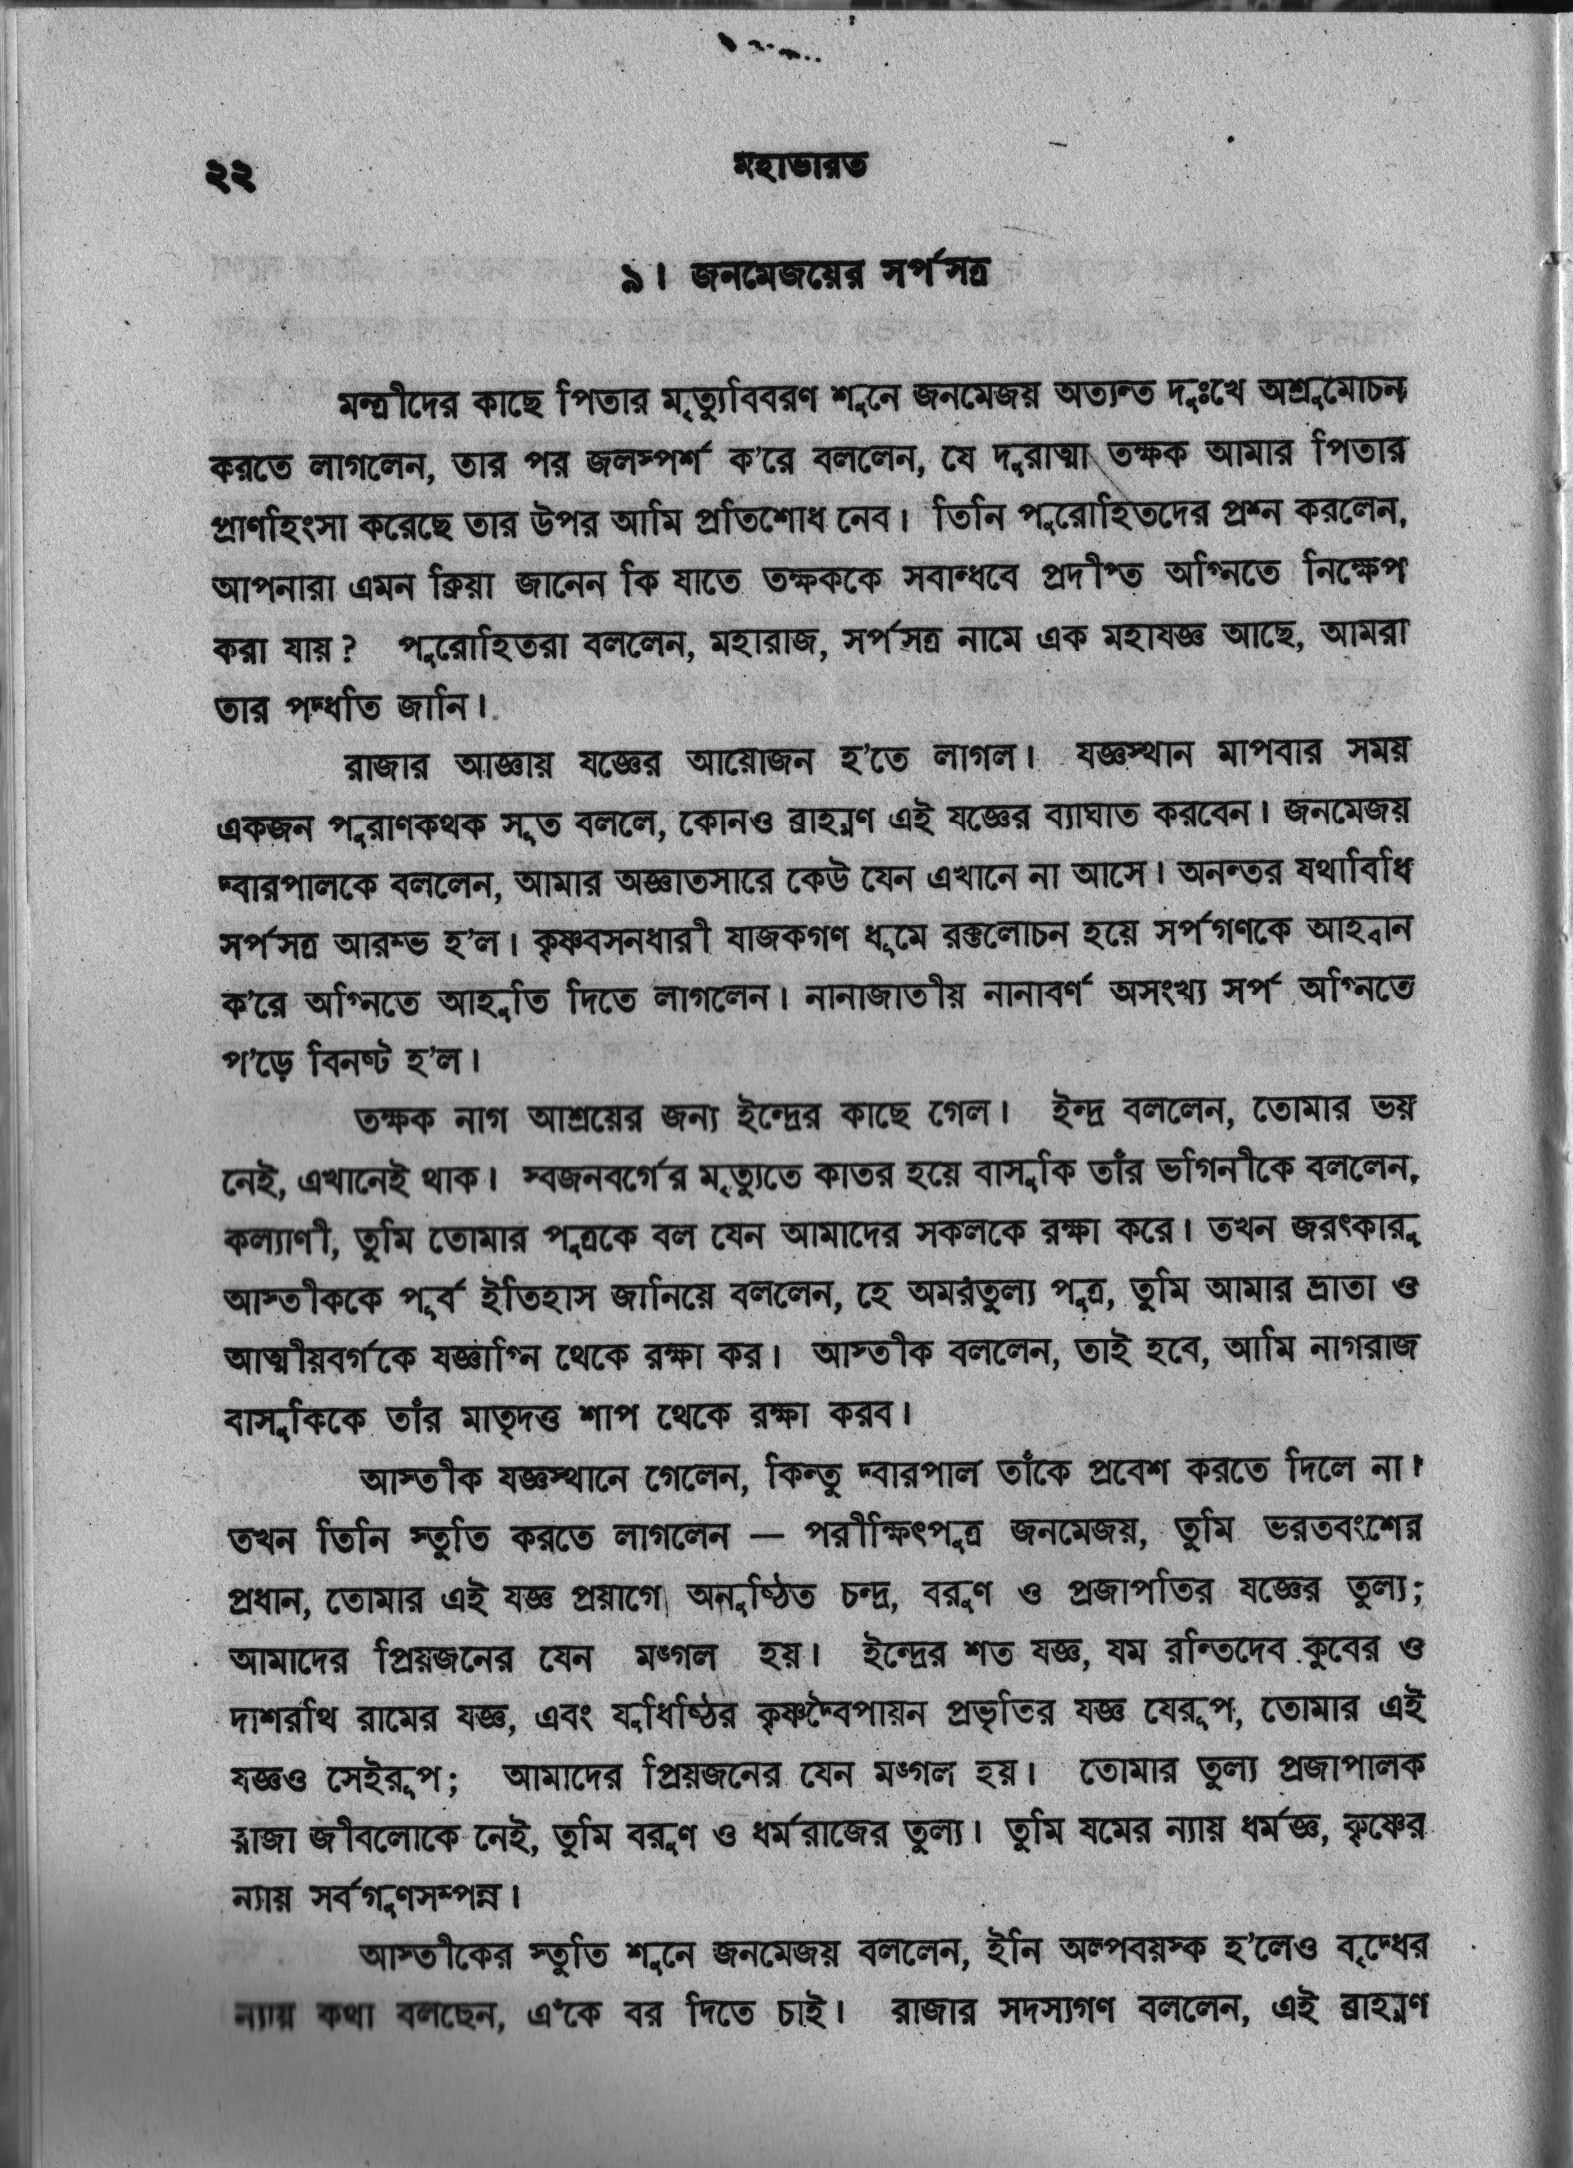 ২২
মহাভারত
৯। জনমেজয়ের সর্পসত্র
মন্ত্রীদের কাছে পিতার মৃত্যুবিবরণ শুনে জনমেজয় অত্যন্ত দুঃখে অশ্রুমোচন
করতে লাগলেন, তার পর জলস্পর্শ ক'রে বললেন, যে দুরাত্মা তক্ষক আমার পিতার
প্রাণহিংসা করেছে তার উপর আমি প্রতিশোধ নেব। তিনি পুরোহিতদের প্রশ্ন করলেন,
আপনারা এমন ক্রিয়া জানেন কি যাতে তক্ষককে সবান্ধবে প্রদীপ্ত অগ্নিতে নিক্ষেপ
করা যায়? পুরোহিতরা বললেন, মহারাজ, সর্পসত্র নামে এক মহাযজ্ঞ আছে, আমরা
তার পদ্ধতি জানি।
রাজার আজ্ঞায় যজ্ঞের আয়োজন হ'তে লাগল। যজ্ঞস্থান মাপবার সময়
একজন পুরাণকথক সূত বললে, কোনও ব্রাহ্মণ এই যজ্ঞের ব্যাঘাত করবেন। জনমেজয়
দ্বারপালকে বললেন, আমার অজ্ঞাতসারে কেউ যেন এখানে না আসে। অনন্তর যথাবিধি
সর্পসত্র আরম্ভ হ'ল। কৃষ্ণবসনধারী যাজকগণ ধূমে রক্তলোচন হয়ে সর্পগণকে আহ্বান
ক'রে অগ্নিতে আহুতি দিতে লাগলেন। নানাজাতীয় নানাবর্ণ অসংখ্য সর্প অগ্নিতে
প'ড়ে বিনষ্ট হ'ল।
তক্ষক নাগ আশ্রয়ের জন্য ইন্দ্রের কাছে গেল। ইন্দ্র বললেন, তোমার ভয়
নেই, এখানেই থাক। স্বজনবর্গের মৃত্যুতে কাতর হয়ে বাসুকি তাঁর ভগিনীকে বললেন,
কল্যাণী, তুমি তোমার পুত্রকে বল যেন আমাদের সকলকে রক্ষা করে। তখন জরৎকারু
আস্তীককে পূর্ব ইতিহাস জানিয়ে বললেন, হে অমরতুল্য পুত্র, তুমি আমার ভ্রাতা ও
আত্মীয়বর্গকে যজ্ঞাগ্নি থেকে রক্ষা কর। আস্তীক বললেন, তাই হবে, আমি নাগরাজ
বাসুকিকে তাঁর মাতৃদত্ত শাপ থেকে রক্ষা করব।
আস্তীক যজ্ঞস্থানে গেলেন, কিন্তু দ্বারপাল তাঁকে প্রবেশ করতে দিলে না।
তখন তিনি স্তুতি করতে লাগলেন — পরীক্ষিৎপুত্র জনমেজয়, তুমি ভরতবংশের
প্রধান, তোমার এই যজ্ঞ প্রয়াগে অনুষ্ঠিত চন্দ্র, বরুণ ও প্রজাপতির যজ্ঞের তুল্য;
আমাদের প্রিয়জনের যেন মঙ্গল হয়। ইন্দ্রের শত যজ্ঞ, যম রন্তিদেব কুবের ও
দাশরথি রামের যজ্ঞ, এবং যুধিষ্ঠির কৃষ্ণদ্বৈপায়ন প্রভৃতির যজ্ঞ যেরূপ, তোমার এই
যজ্ঞও সেইরূপ; আমাদের প্রিয়জনের যেন মঙ্গল হয়। তোমার তুল্য প্রজাপালক
রাজা জীবলোকে নেই, তুমি বরুণ ও ধর্মরাজের তুল্য। তুমি যমের ন্যায় ধর্মজ্ঞ, কৃষ্ণের
ন্যায় সর্বগুণসম্পন্ন।
আস্তীকের স্তুতি শুনে জনমেজয় বললেন, ইনি অল্পবয়স্ক হ'লেও বৃদ্ধের
ন্যায় কথা বলছেন, এঁকে বর দিতে চাই। রাজার সদস্যগণ বললেন, এই ব্রাহ্মণ